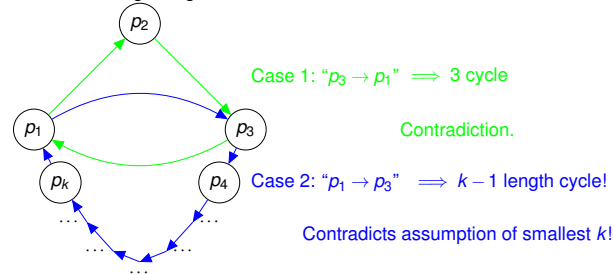 p₂
Case 1: “p₃ → p₁” ⟹ 3 cycle
p₁
p₃
Contradiction.
pₖ
p₄
Case 2: “p₁ → p₃” ⟹ k − 1 length cycle!
... ...
Contradicts assumption of smallest k!
... ...
...